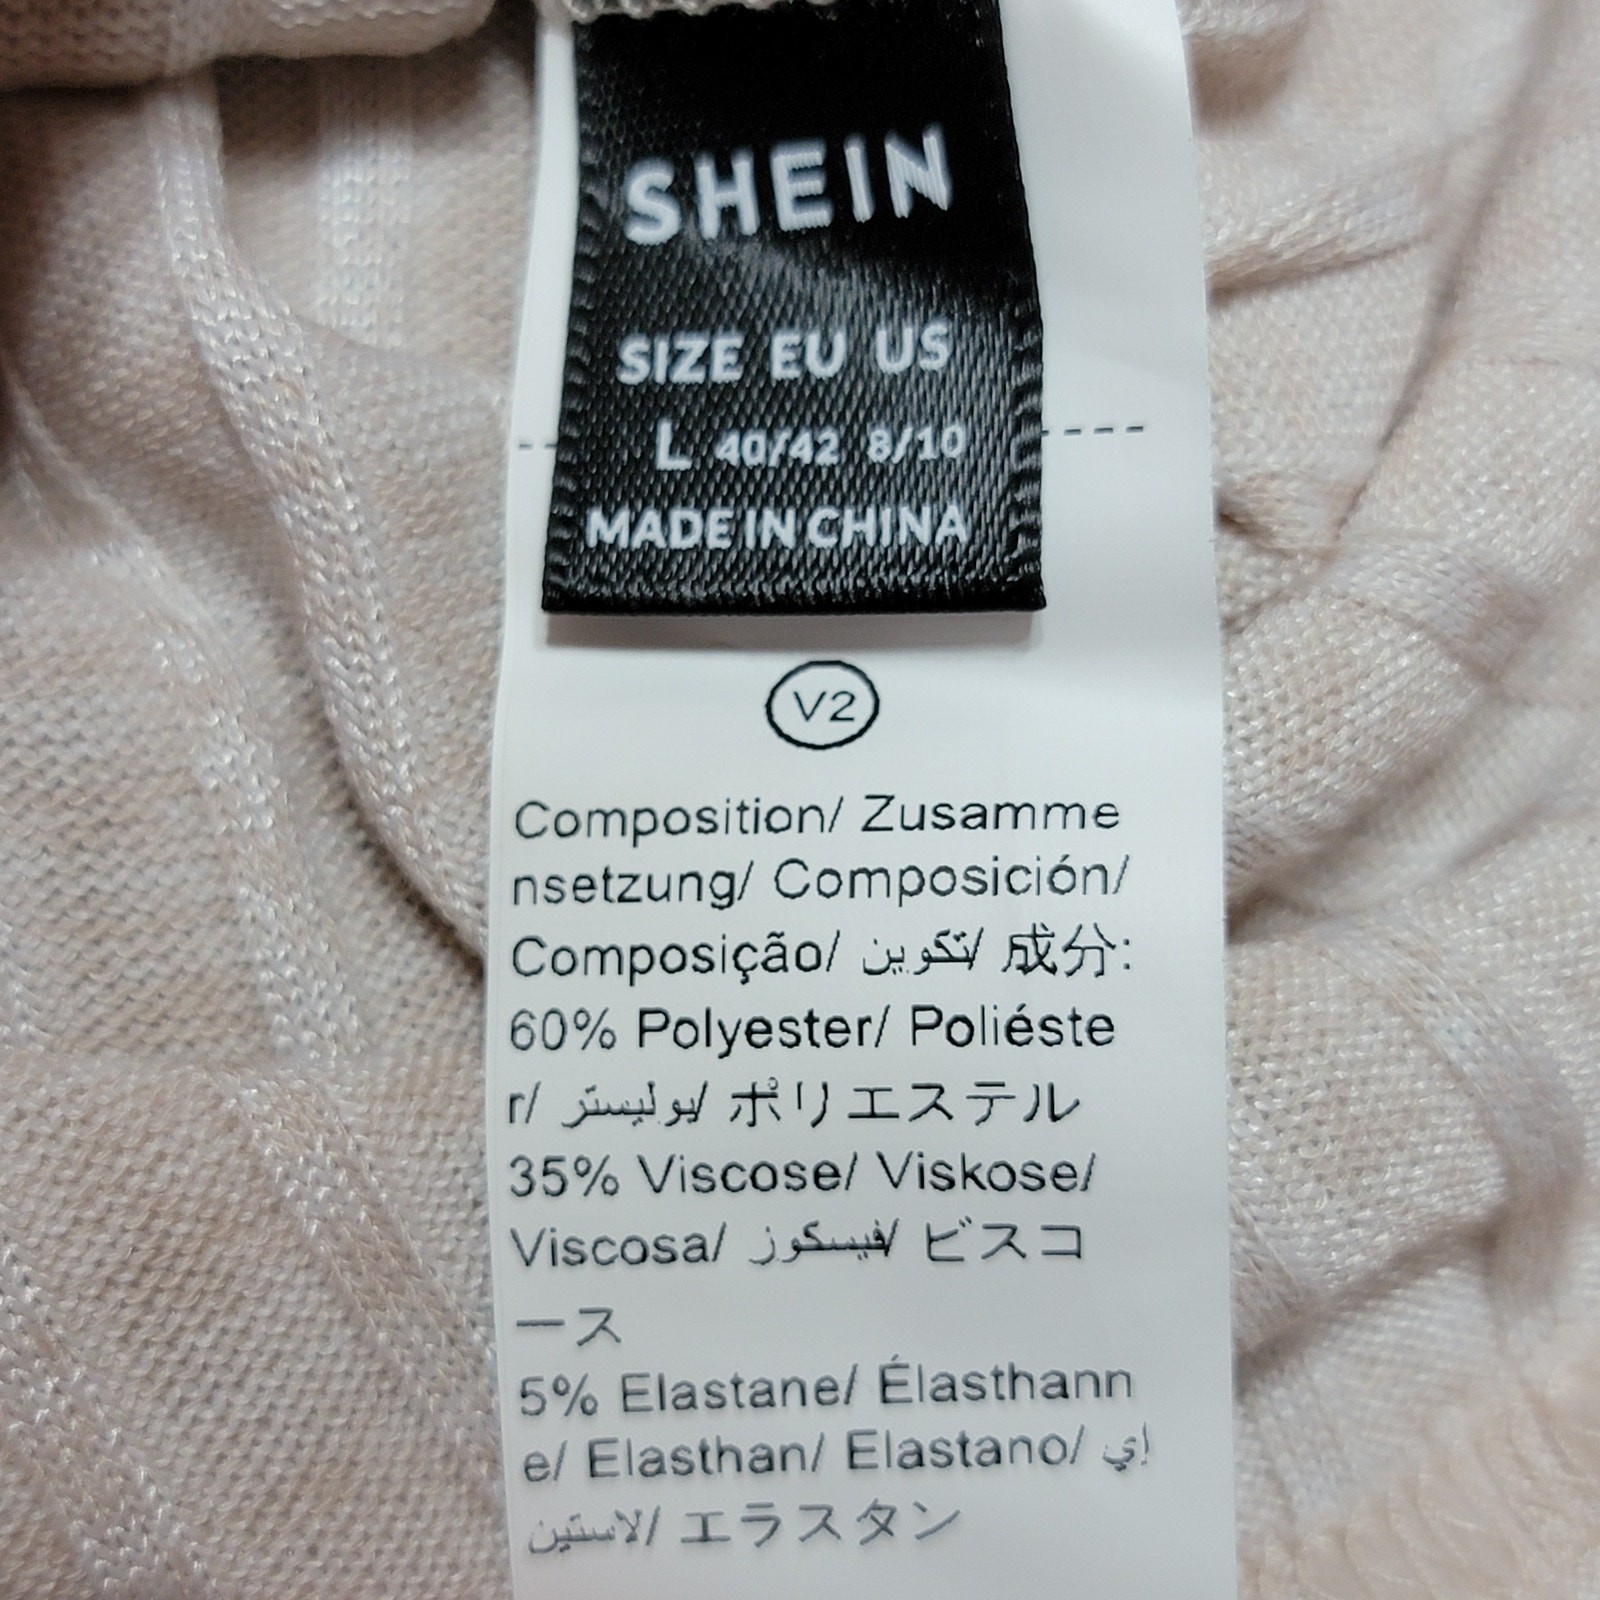 SHEIN
SIZE EU US
L 40/42 8/10
MADE IN CHINA
V2
Composition/ Zusamme
nsetzung/ Composición/
Composição/ تكوين/ 成分:
60% Polyester/ Poliéste
r/ بوليستر/ ポリエステル
35% Viscose/ Viskose/
Viscosa/ فيسكوز/ ビスコ
ース
5% Elastane/ Élasthann
e/ Elasthan/ Elastano/ إي
لاستين/ エラスタン